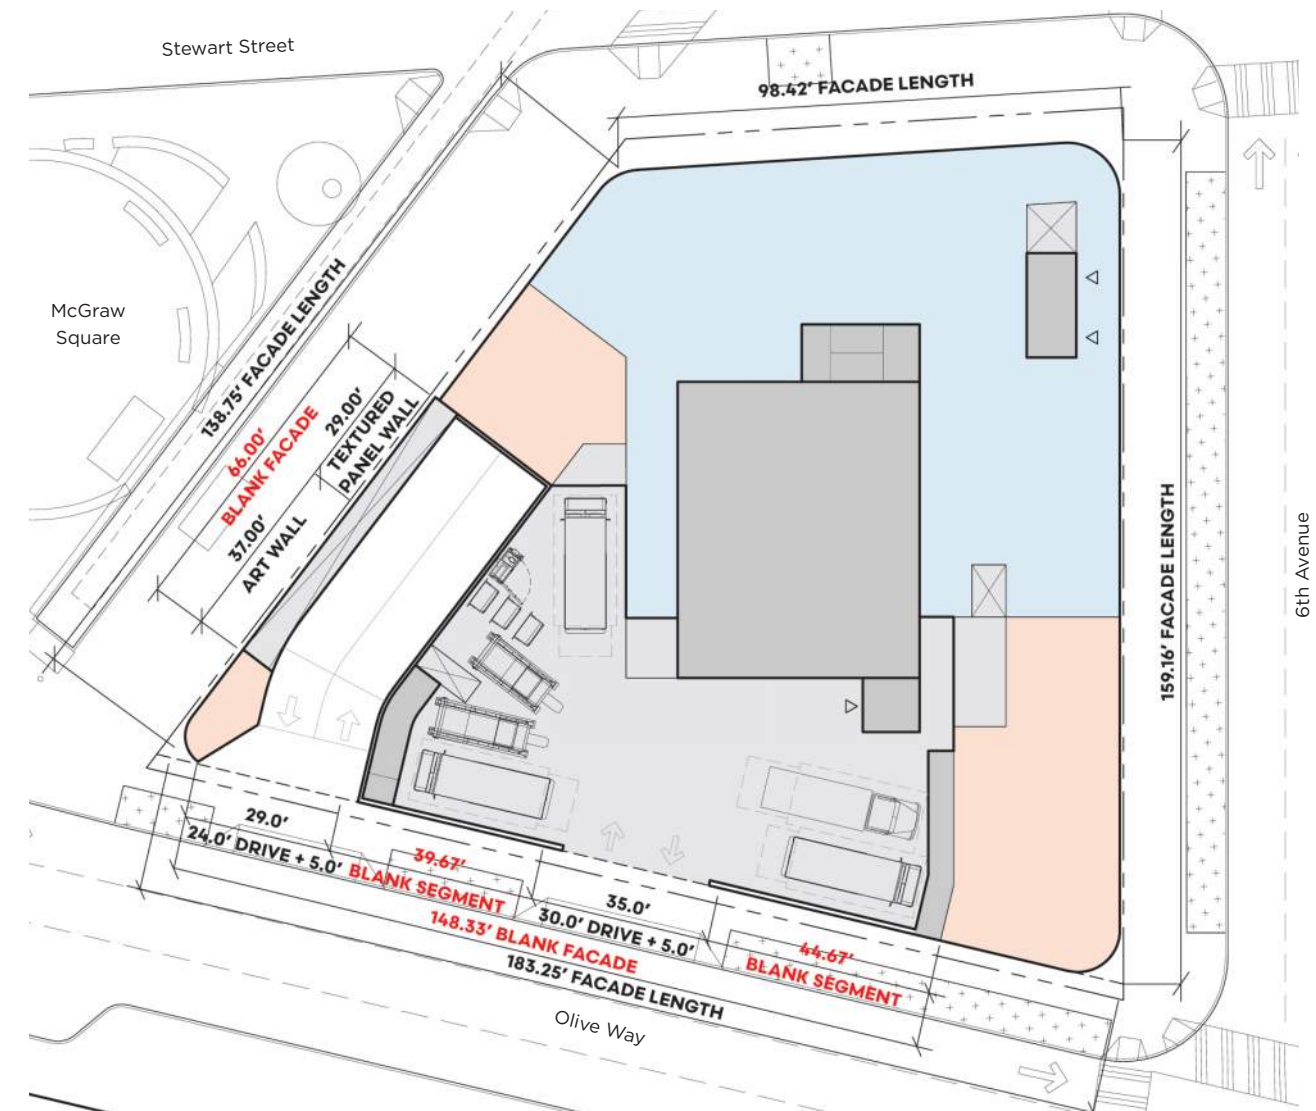 Stewart Street
98.42' FACADE LENGTH
McGraw
Square
138.75' FACADE LENGTH
66.00'
BLANK FACADE
29.00'
TEXTURED
PANEL WALL
37.00'
ART WALL
159.16' FACADE LENGTH
6th Avenue
29.0'
24.0' DRIVE + 5.0'
39.67'
BLANK SEGMENT
35.0'
30.0' DRIVE + 5.0'
44.67'
BLANK SEGMENT
148.33' BLANK FACADE
183.25' FACADE LENGTH
Olive Way